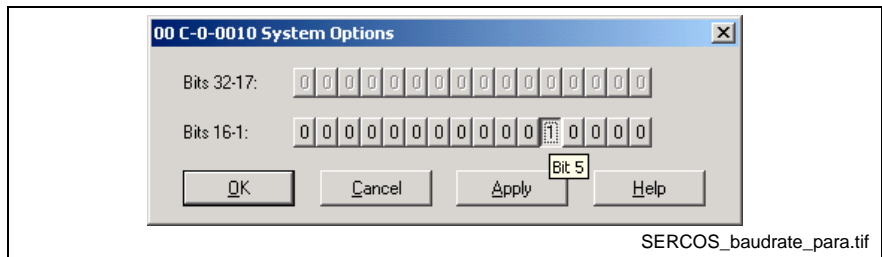 00 C-0-0010 System Options
Bits 32-17: 0 0 0 0 0 0 0 0 0 0 0 0 0 0 0 0
Bits 16-1: 0 0 0 0 0 0 0 0 0 0 0 1 0 0 0 0
Bit 5
OK Cancel Apply Help
SERCOS_baudrate_para.tif